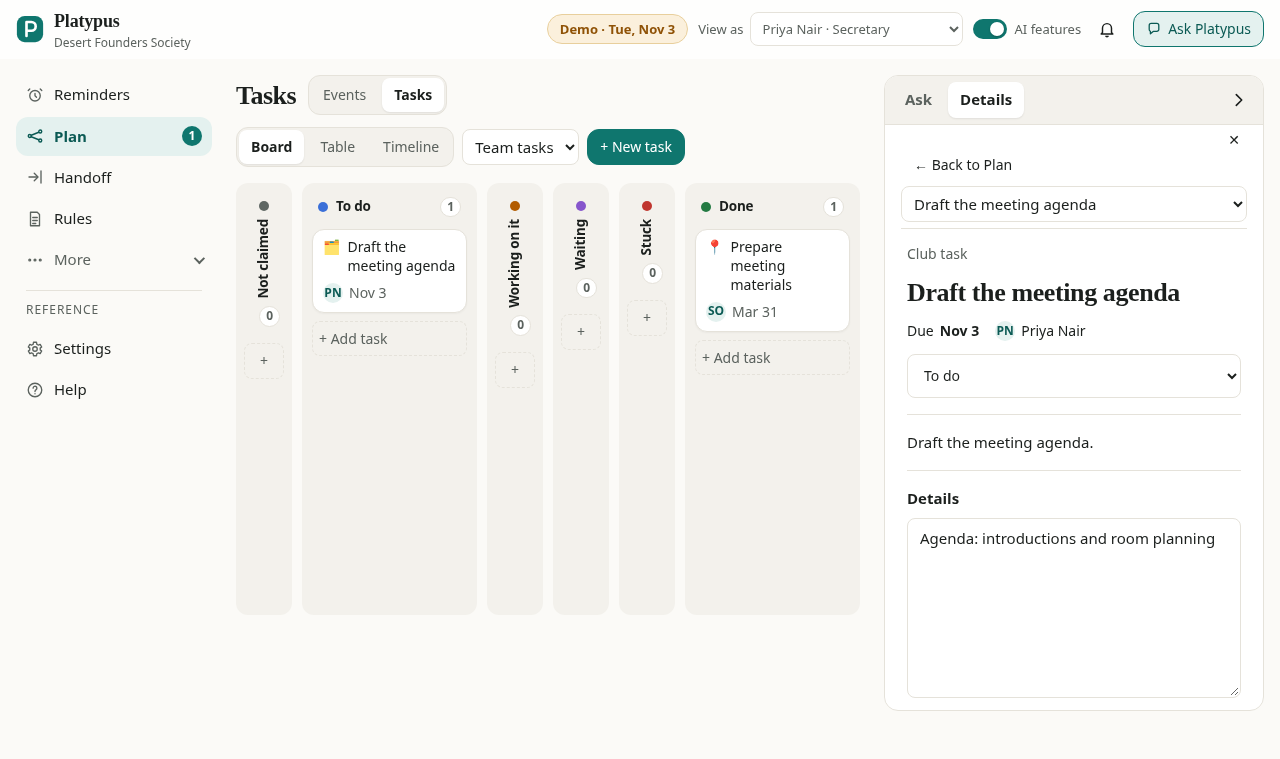 Platypus
Desert Founders Society
Demo · Tue, Nov 3
View as
Priya Nair · Secretary
AI features
Ask Platypus
Reminders
Plan
1
Handoff
Rules
More
REFERENCE
Settings
Help
Tasks
Events
Tasks
Board
Table
Timeline
Team tasks
+ New task
Not claimed
0
+
To do
1
Draft the
meeting agenda
PN
Nov 3
+ Add task
Working on it
0
+
Waiting
0
+
Stuck
0
+
Done
1
Prepare
meeting
materials
SO
Mar 31
+ Add task
Ask
Details
← Back to Plan
Draft the meeting agenda
Club task
Draft the meeting agenda
Due Nov 3
PN
Priya Nair
To do
Draft the meeting agenda.
Details
Agenda: introductions and room planning